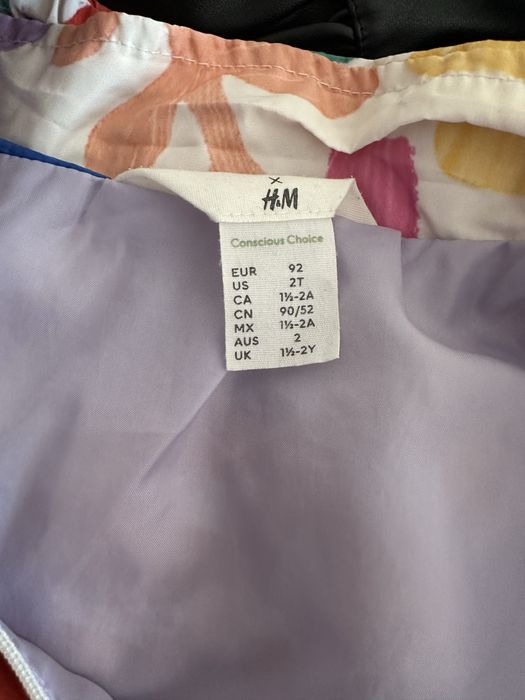 H&M
Conscious Choice
EUR 92
US 2T
CA 1½-2A
CN 90/52
MX 1½-2A
AUS 2
UK 1½-2Y